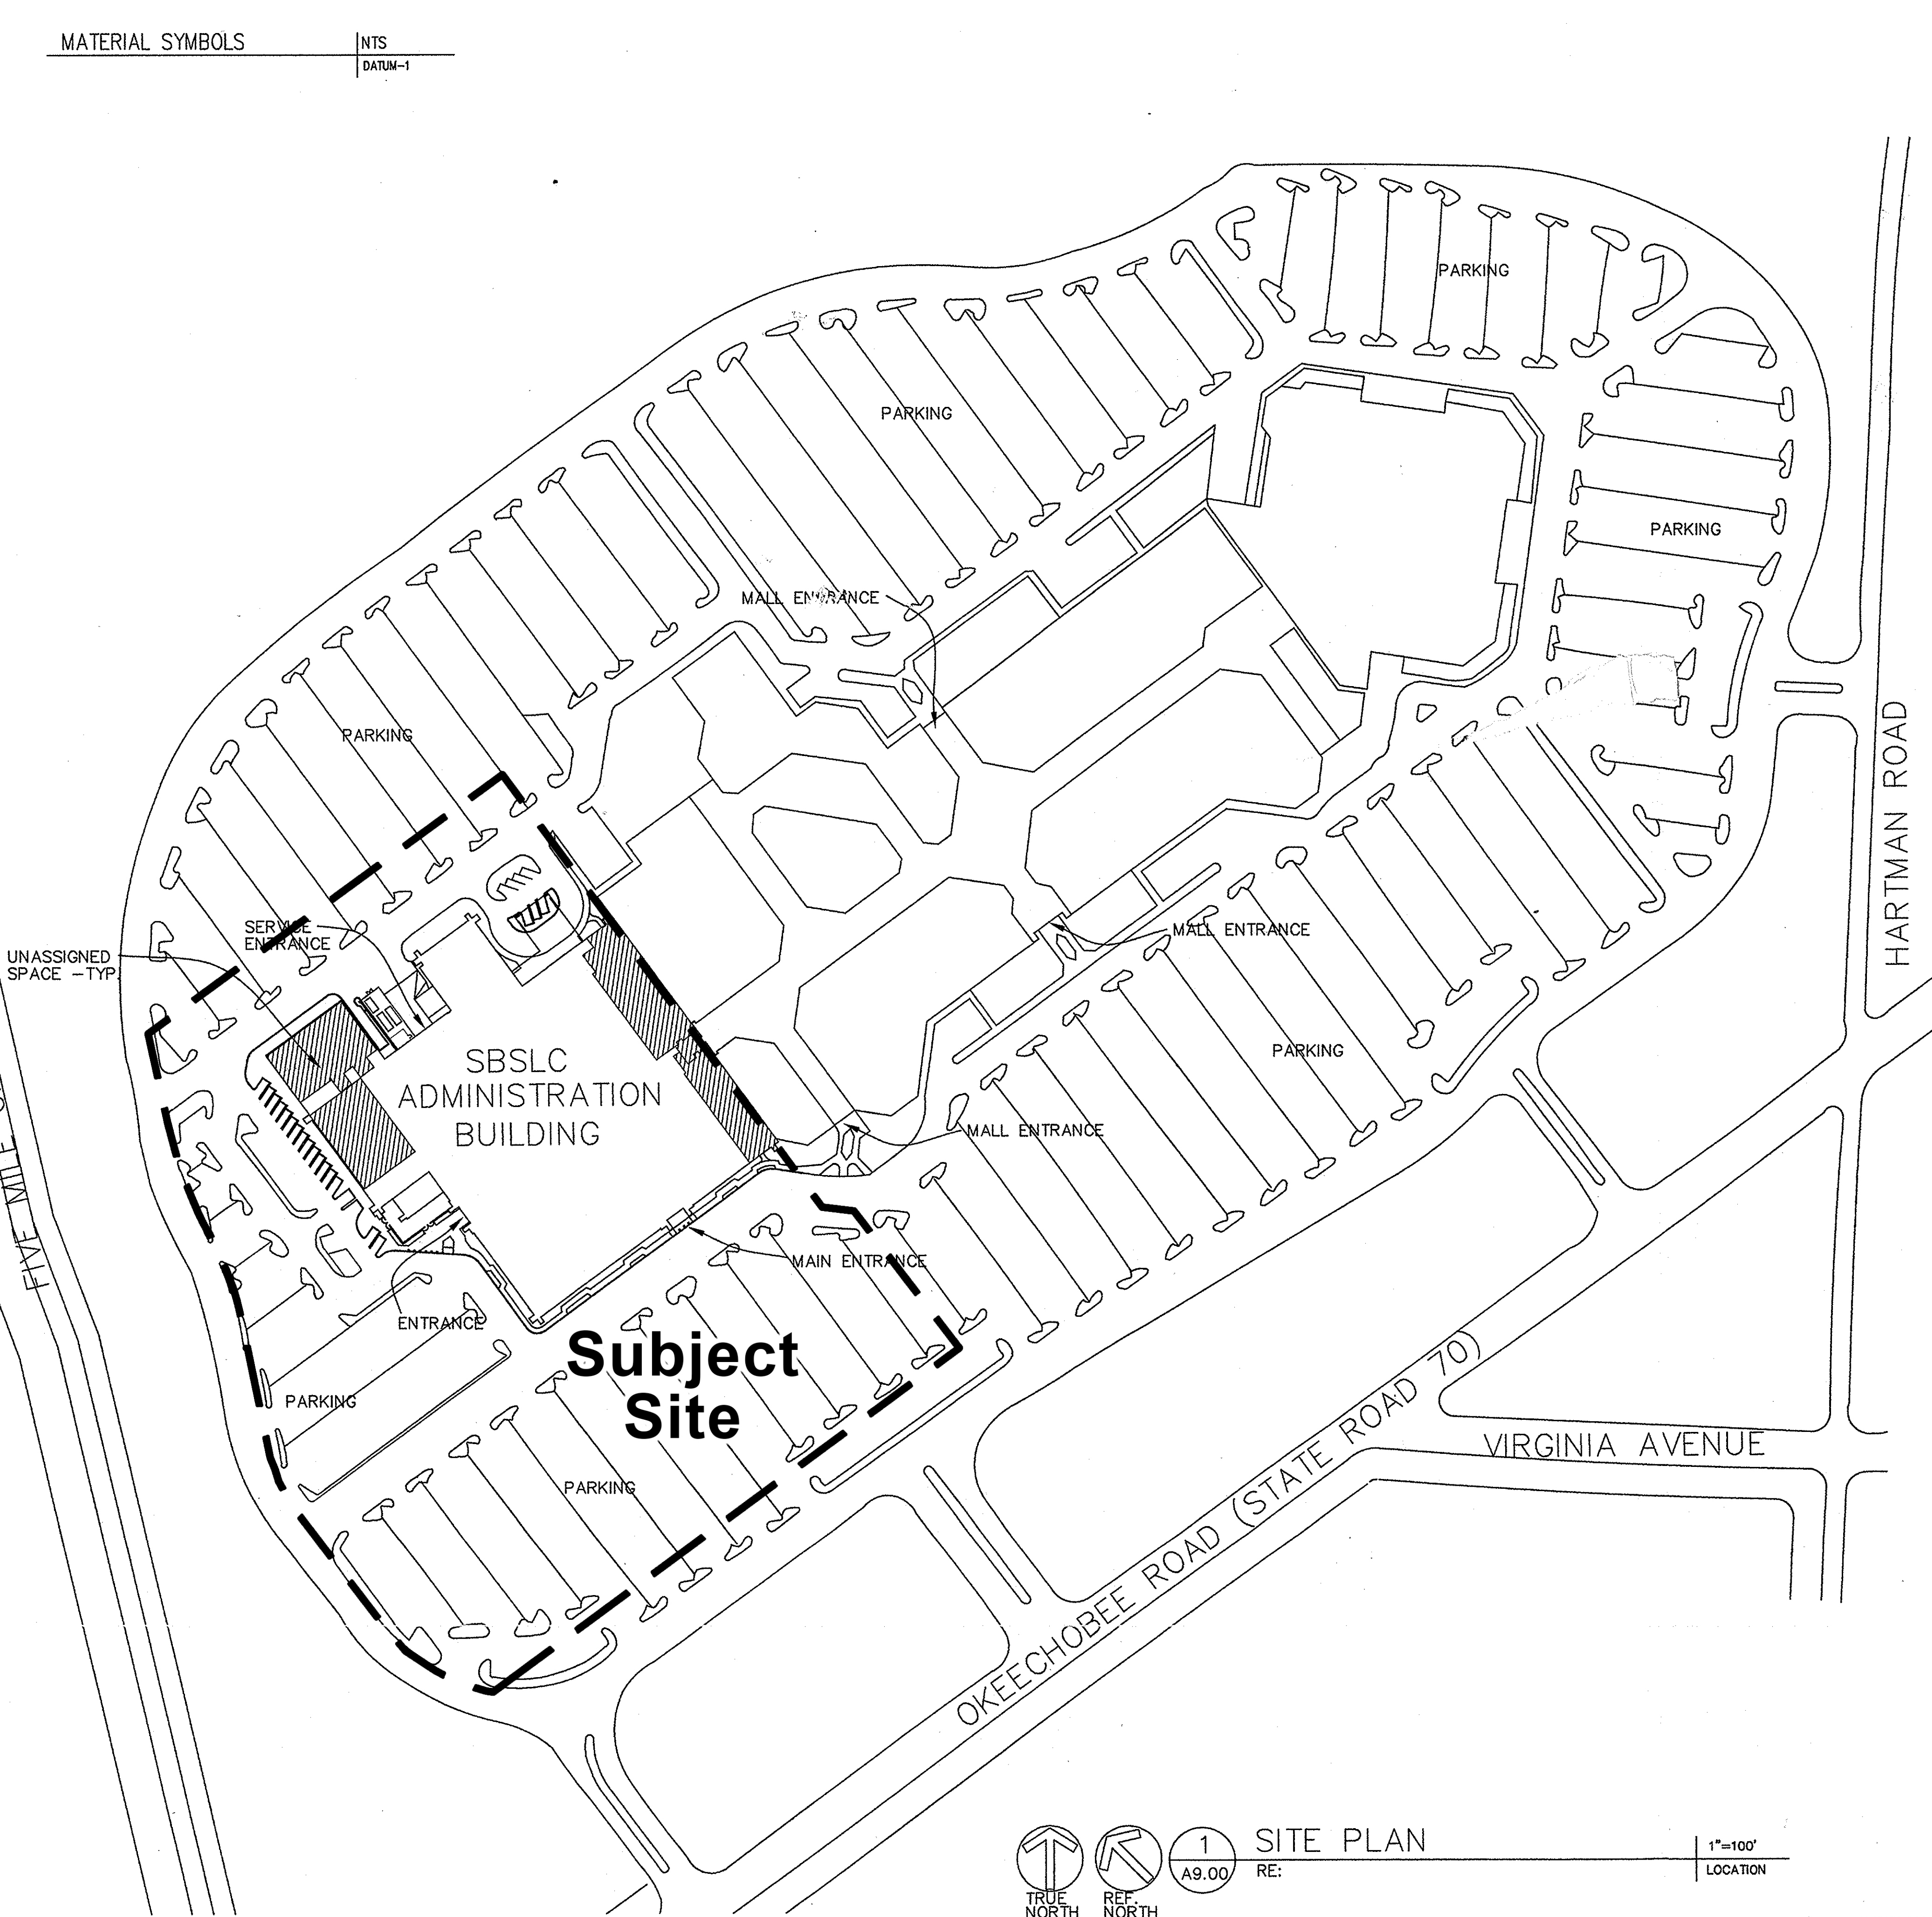 MATERIAL SYMBOLS
NTS
DATUM-1
PARKING
PARKING
PARKING
MALL ENTRANCE
PARKING
HARTMAN ROAD
SERVICE
ENTRANCE
UNASSIGNED
SPACE -TYP.
MALL ENTRANCE
SBSLC
ADMINISTRATION
BUILDING
PARKING
MALL ENTRANCE
FIVE MILE
MAIN ENTRANCE
ENTRANCE
Subject
Site
PARKING
PARKING
VIRGINIA AVENUE
OKEECHOBEE ROAD (STATE ROAD 70)
TRUE
NORTH
REF.
NORTH
1
A9.00
SITE PLAN
RE:
1"=100'
LOCATION